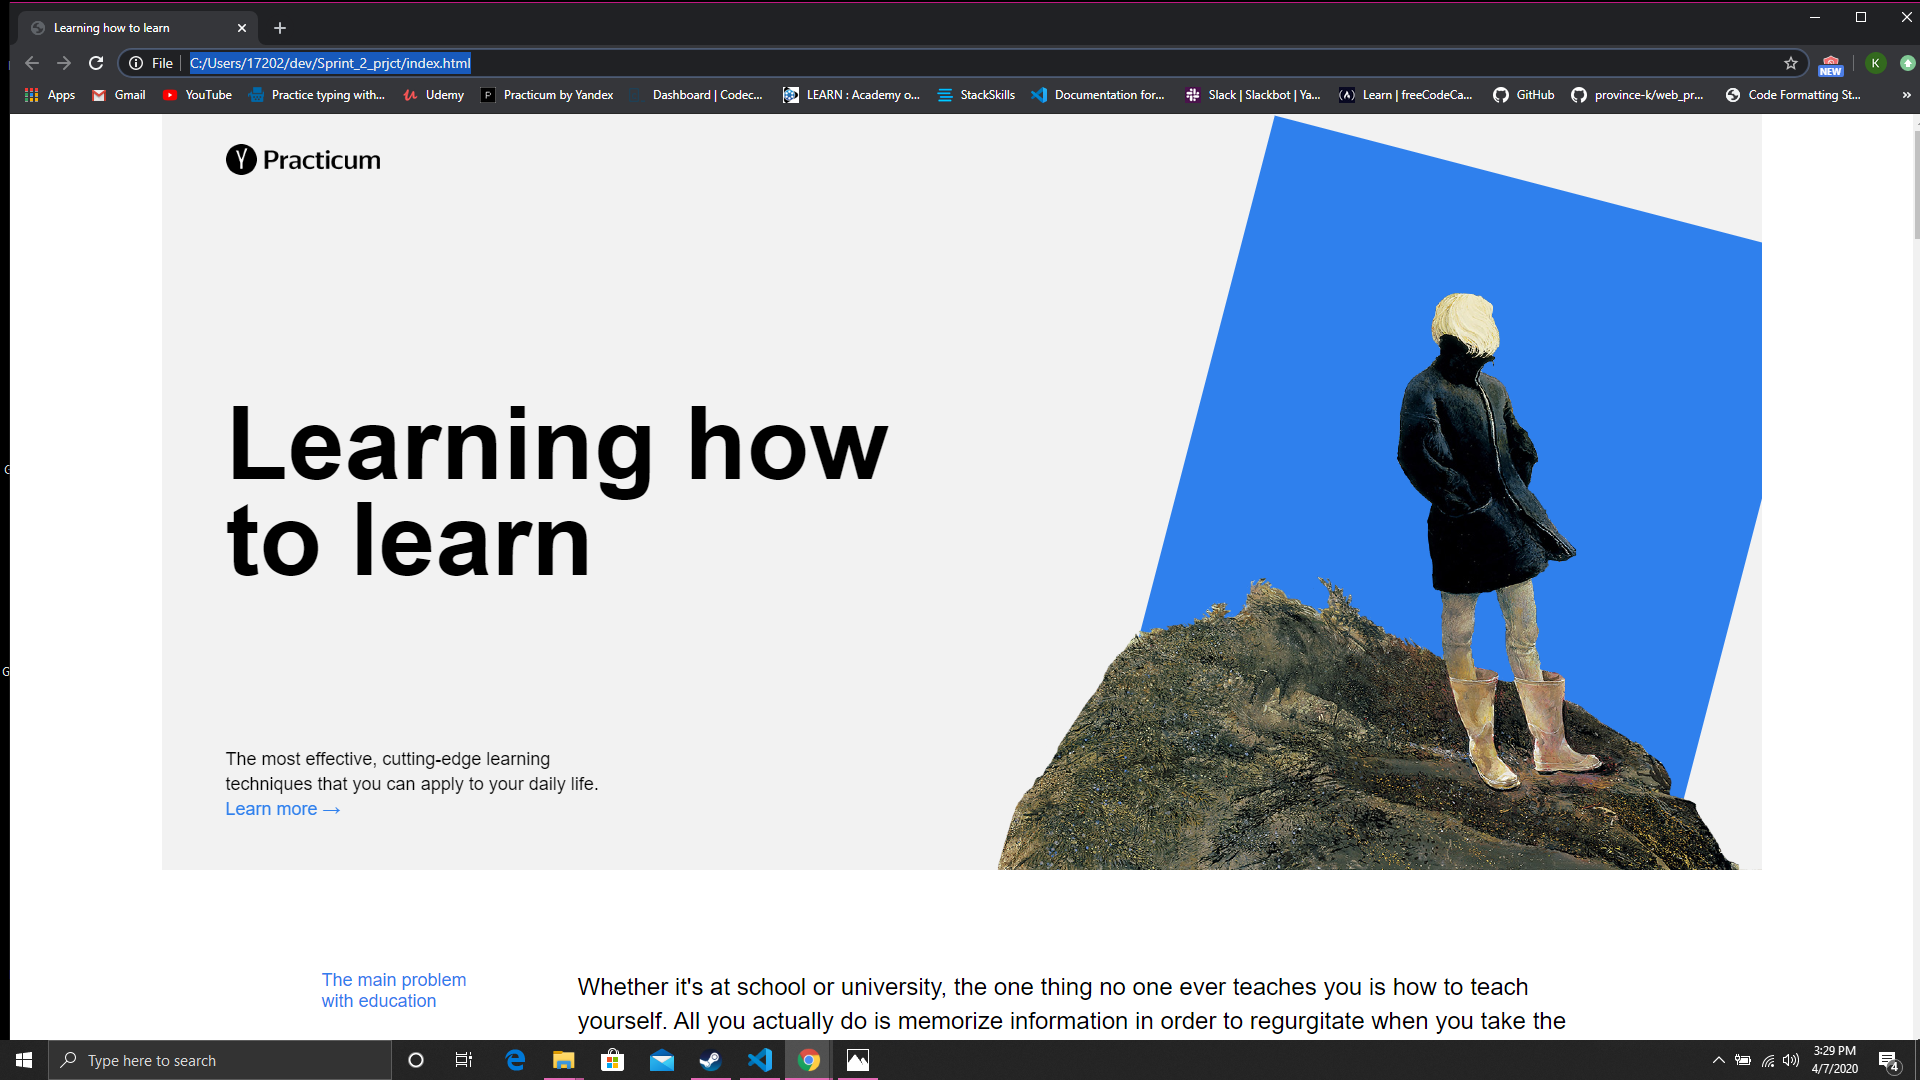 Learning how to learn
File
C:/Users/17202/dev/Sprint_2_prjct/index.html
NEW
K
Apps
Gmail
YouTube
Practice typing with...
Udemy
P
Practicum by Yandex
Dashboard | Codec...
LEARN : Academy o...
StackSkills
Documentation for...
Slack | Slackbot | Ya...
Learn | freeCodeCa...
GitHub
province-k/web_pr...
Code Formatting St...
»
Y Practicum
Learning how
to learn
G
G
The most effective, cutting-edge learning
techniques that you can apply to your daily life.
Learn more →
The main problem
with education
Whether it's at school or university, the one thing no one ever teaches you is how to teach
yourself. All you actually do is memorize information in order to regurgitate when you take the
Type here to search
3:29 PM
4/7/2020
4